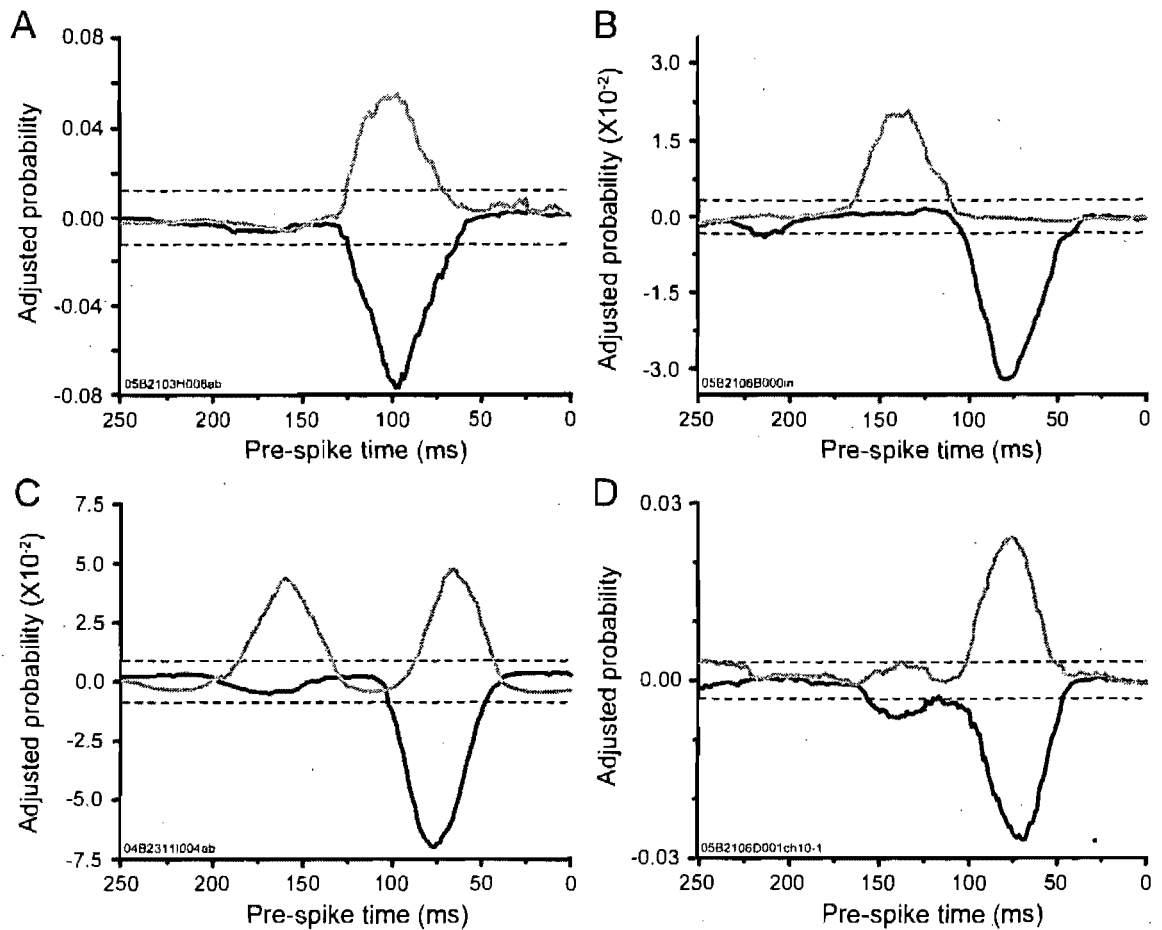 A
0.08
0.04
0.00
-0.04
-0.08
Adjusted probability
05B2103H008ab
250 200 150 100 50 0
Pre-spike time (ms)
B
3.0
1.5
0.0
-1.5
-3.0
Adjusted probability (X10⁻²)
05B2106B000in
250 200 150 100 50 0
Pre-spike time (ms)
C
7.5
5.0
2.5
0.0
-2.5
-5.0
-7.5
Adjusted probability (X10⁻²)
04B2311I004ab
250 200 150 100 50 0
Pre-spike time (ms)
D
0.03
0.00
-0.03
Adjusted probability
05B2106D001ch10-1
250 200 150 100 50 0
Pre-spike time (ms)